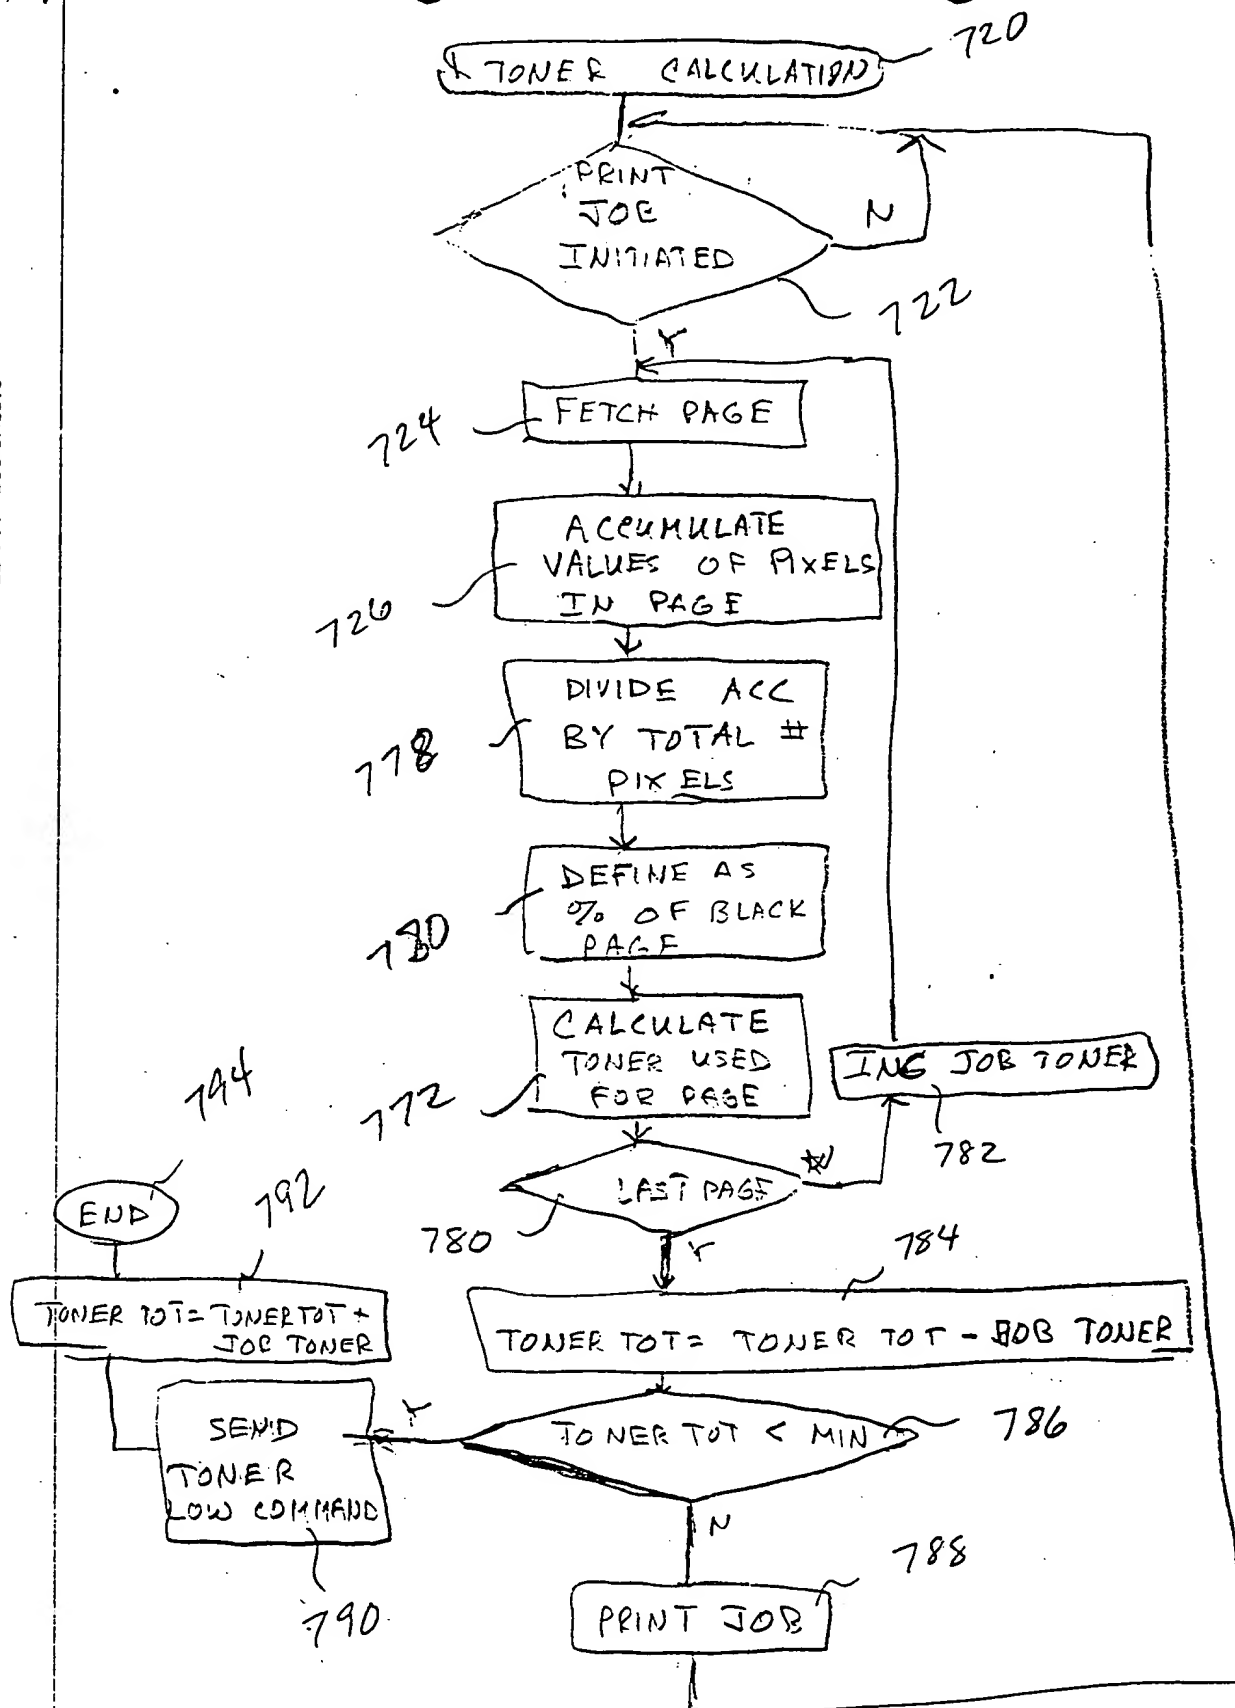 TONER CALCULATION
720
PRINT
JOB
INITIATED
N
722
Y
FETCH PAGE
724
ACCUMULATE
VALUES OF PIXELS
IN PAGE
726
DIVIDE ACC
BY TOTAL #
PIXELS
778
DEFINE AS
% OF BLACK
PAGE
780
CALCULATE
TONER USED
FOR PAGE
772
INC JOB TONER
782
LAST PAGE
N
780
Y
794
END
792
TONER TOT = TONER TOT +
JOB TONER
784
TONER TOT = TONER TOT - JOB TONER
TONER TOT < MIN
786
Y
SEND
TONER
LOW COMMAND
790
N
788
PRINT JOB